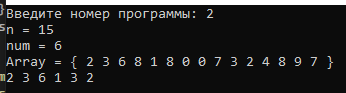 Введите номер программы: 2
n = 15
num = 6
Array = { 2 3 6 8 1 8 0 0 7 3 2 4 8 9 7 }
2 3 6 1 3 2